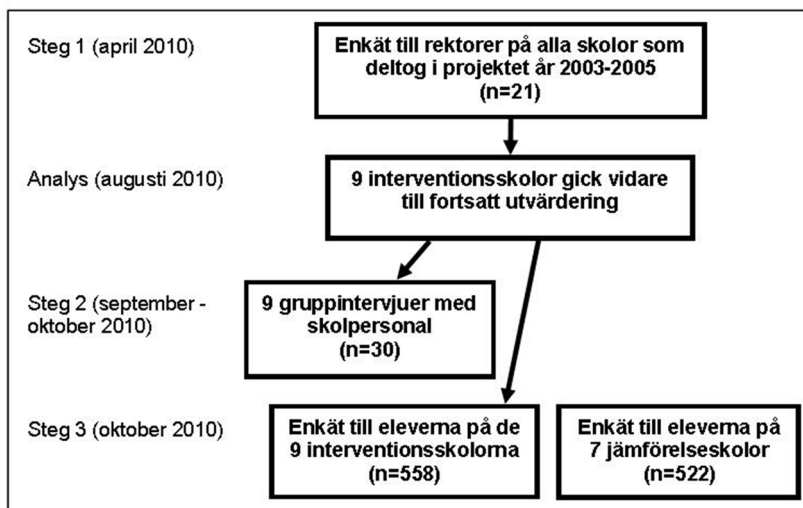 Steg 1 (april 2010)
Enkät till rektorer på alla skolor som
deltog i projektet år 2003-2005
(n=21)
Analys (augusti 2010)
9 interventionsskolor gick vidare
till fortsatt utvärdering
Steg 2 (september -
oktober 2010)
9 gruppintervjuer med
skolpersonal
(n=30)
Steg 3 (oktober 2010)
Enkät till eleverna på de
9 interventionsskolorna
(n=558)
Enkät till eleverna på
7 jämförelseskolor
(n=522)